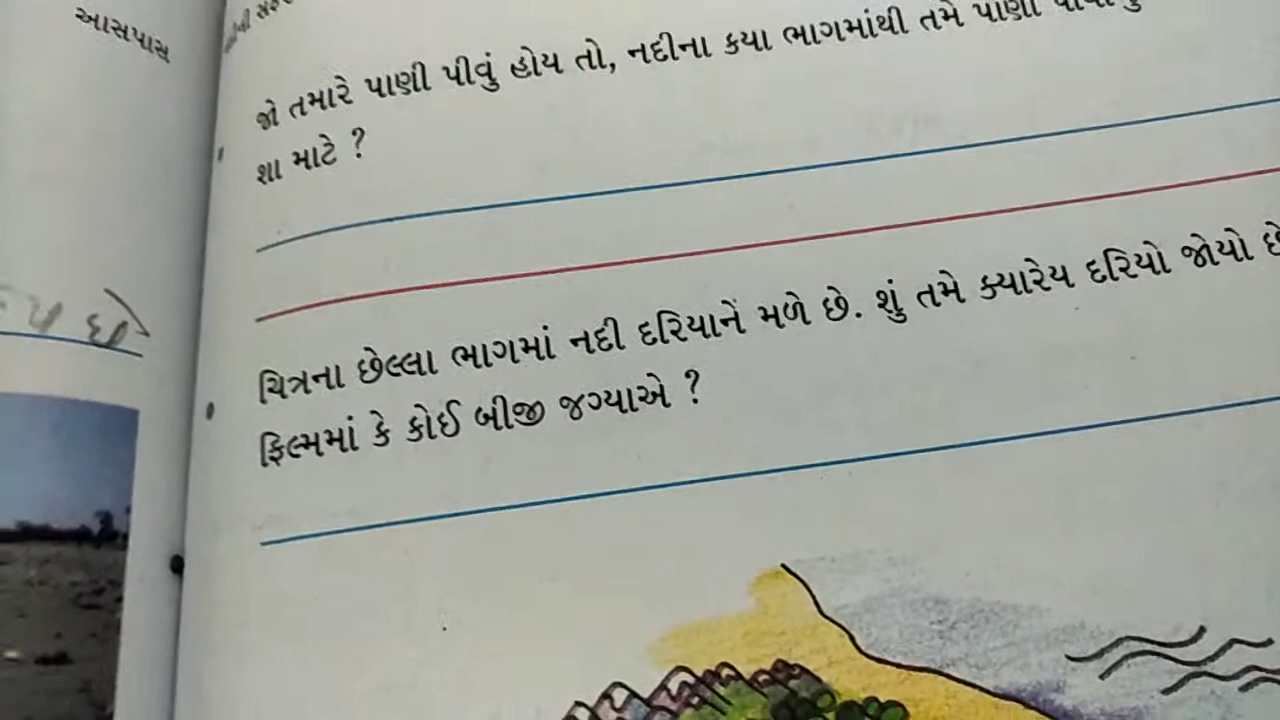 આસપાસ
જો તમારે પાણી પીવું હોય તો, નદીના કયા ભાગમાંથી તમે પાણી
શા માટે ?
ચિત્રના છેલ્લા ભાગમાં નદી દરિયાને મળે છે. શું તમે ક્યારેય દરિયો જોયો છે
ફિલ્મમાં કે કોઈ બીજી જગ્યાએ ?